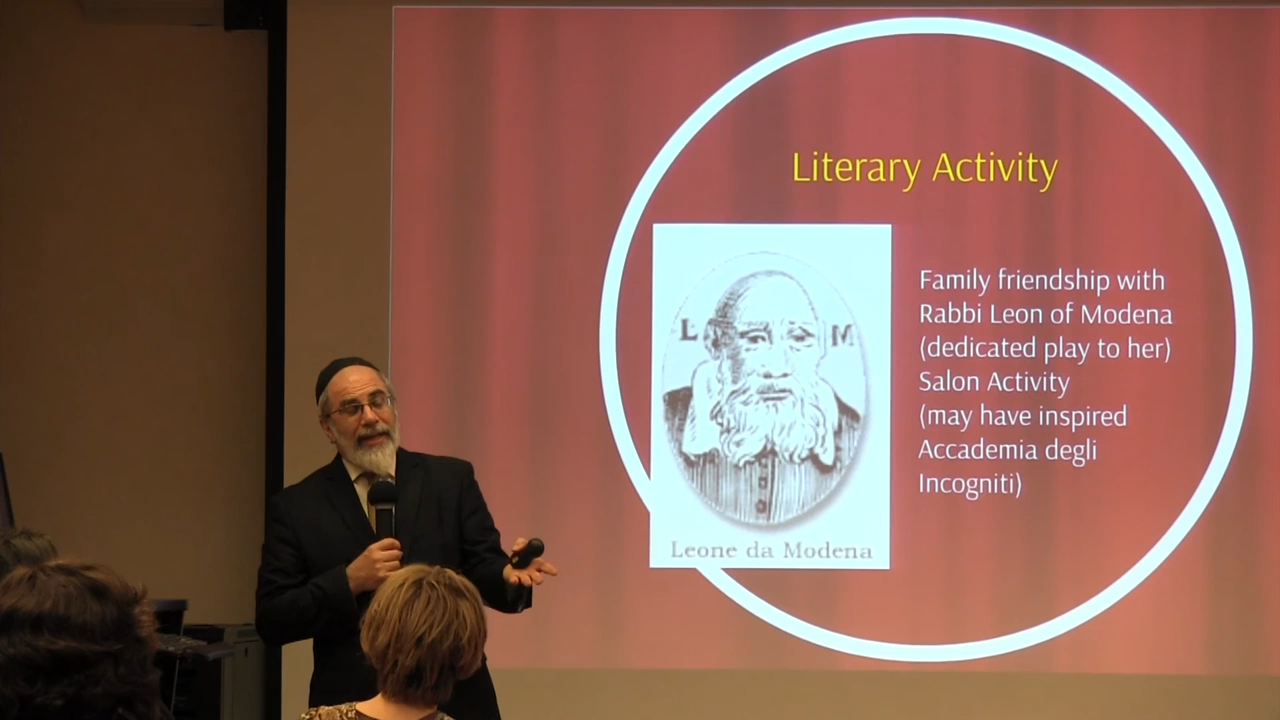 Literary Activity
L M
Leone da Modena
Family friendship with
Rabbi Leon of Modena
(dedicated play to her)
Salon Activity
(may have inspired
Accademia degli
Incogniti)